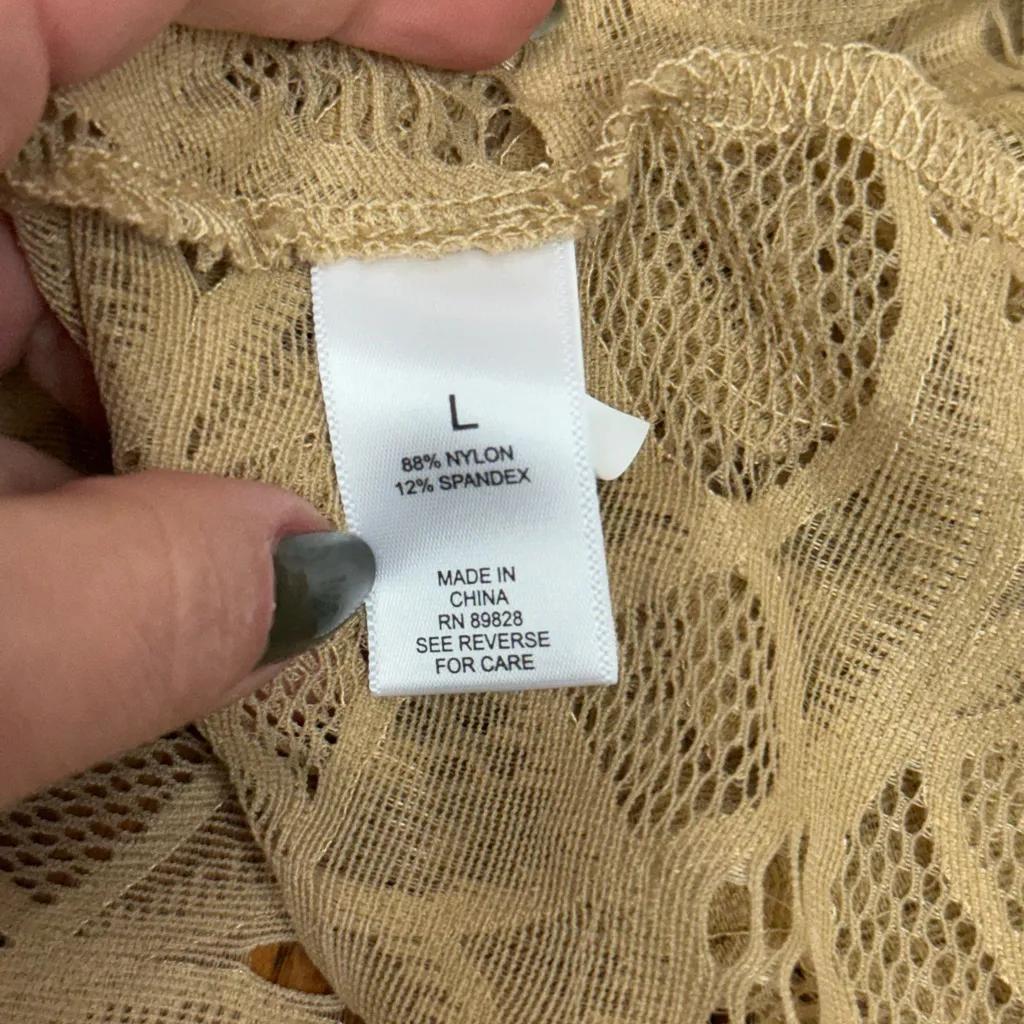 L
88% NYLON
12% SPANDEX
MADE IN
CHINA
RN 89828
SEE REVERSE
FOR CARE